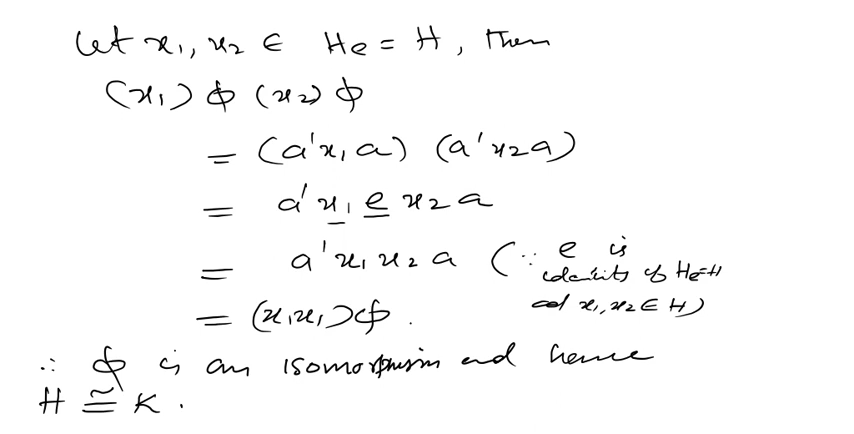 Let x₁, x₂ ∈ He = H, then
(x₁) ϕ (x₂) ϕ
= (a'x₁a) (a'x₂a)
= a'x₁ e x₂a
= a'x₁x₂a (∵ e is
identity of He=H
and x₁, x₂ ∈ H)
= (x₁x₁)ϕ.
∴ ϕ is an isomorphism and hence
H ≅ K.